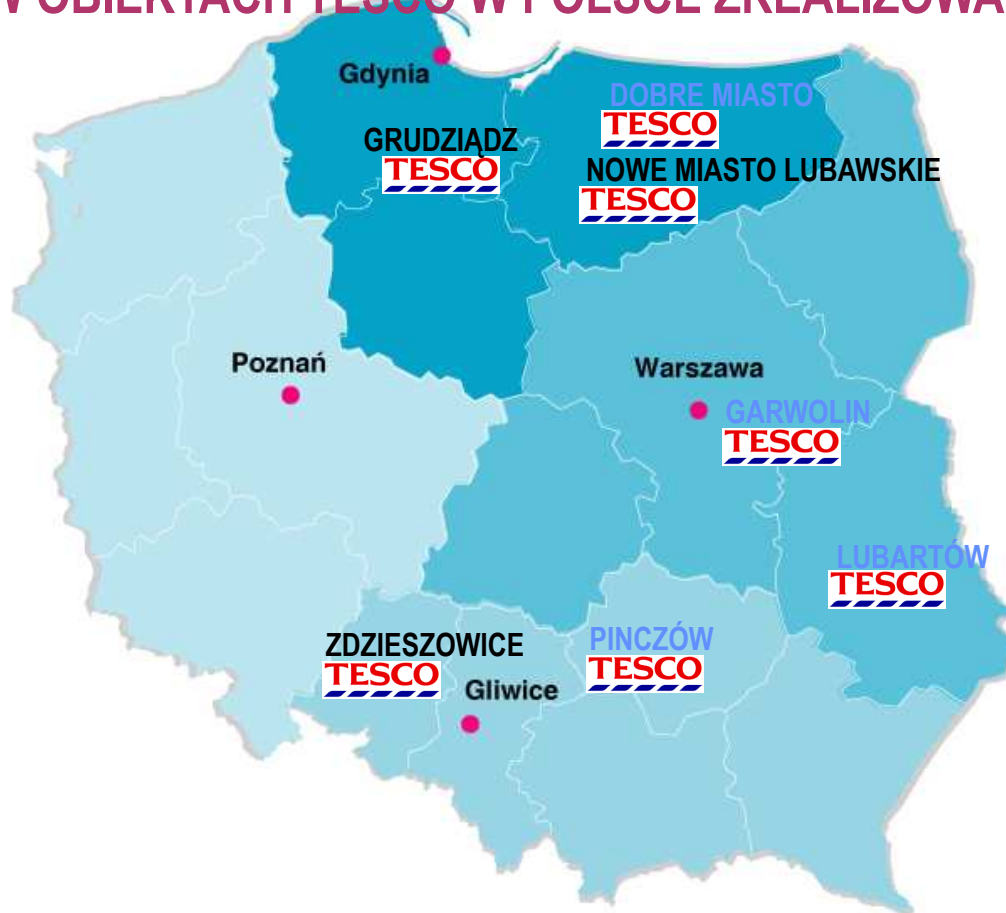 W OBIEKTACH TESCO W POLSCE ZREALIZOWA
Gdynia
DOBRE MIASTO
TESCO
GRUDZIĄDZ
TESCO
NOWE MIASTO LUBAWSKIE
TESCO
Poznań
Warszawa
GARWOLIN
TESCO
LUBARTÓW
TESCO
ZDZIESZOWICE
TESCO
PINCZÓW
TESCO
Gliwice